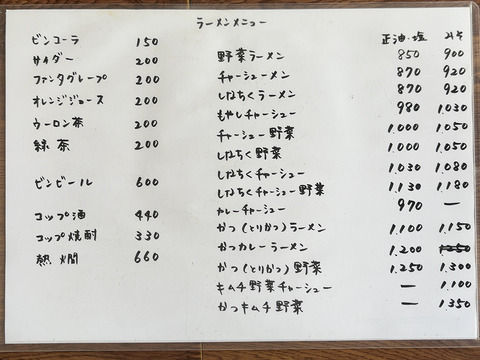 ラーメンメニュー
ビンコーラ 150
サイダー 200
ファンタグレープ 200
オレンジジュース 200
ウーロン茶 200
緑茶 200
ビンビール 600
コップ酒 440
コップ焼酎 330
熱燗 660
正油・塩 みそ
野菜ラーメン 850 900
チャーシューメン 870 920
しなちくラーメン 870 920
もやしチャーシュー 980 1.030
チャーシュー野菜 1.000 1.050
しなちく野菜 1.000 1.050
しなちくチャーシュー 1.030 1.080
しなちくチャーシュー野菜 1.130 1.180
カレーチャーシュー 970 ー
かつ(とりかつ)ラーメン 1.100 1.150
かつカレーラーメン 1.200
かつ(とりかつ)野菜 1.250 1.300
キムチ野菜チャーシュー ー 1.100
かつキムチ野菜 ー 1.350